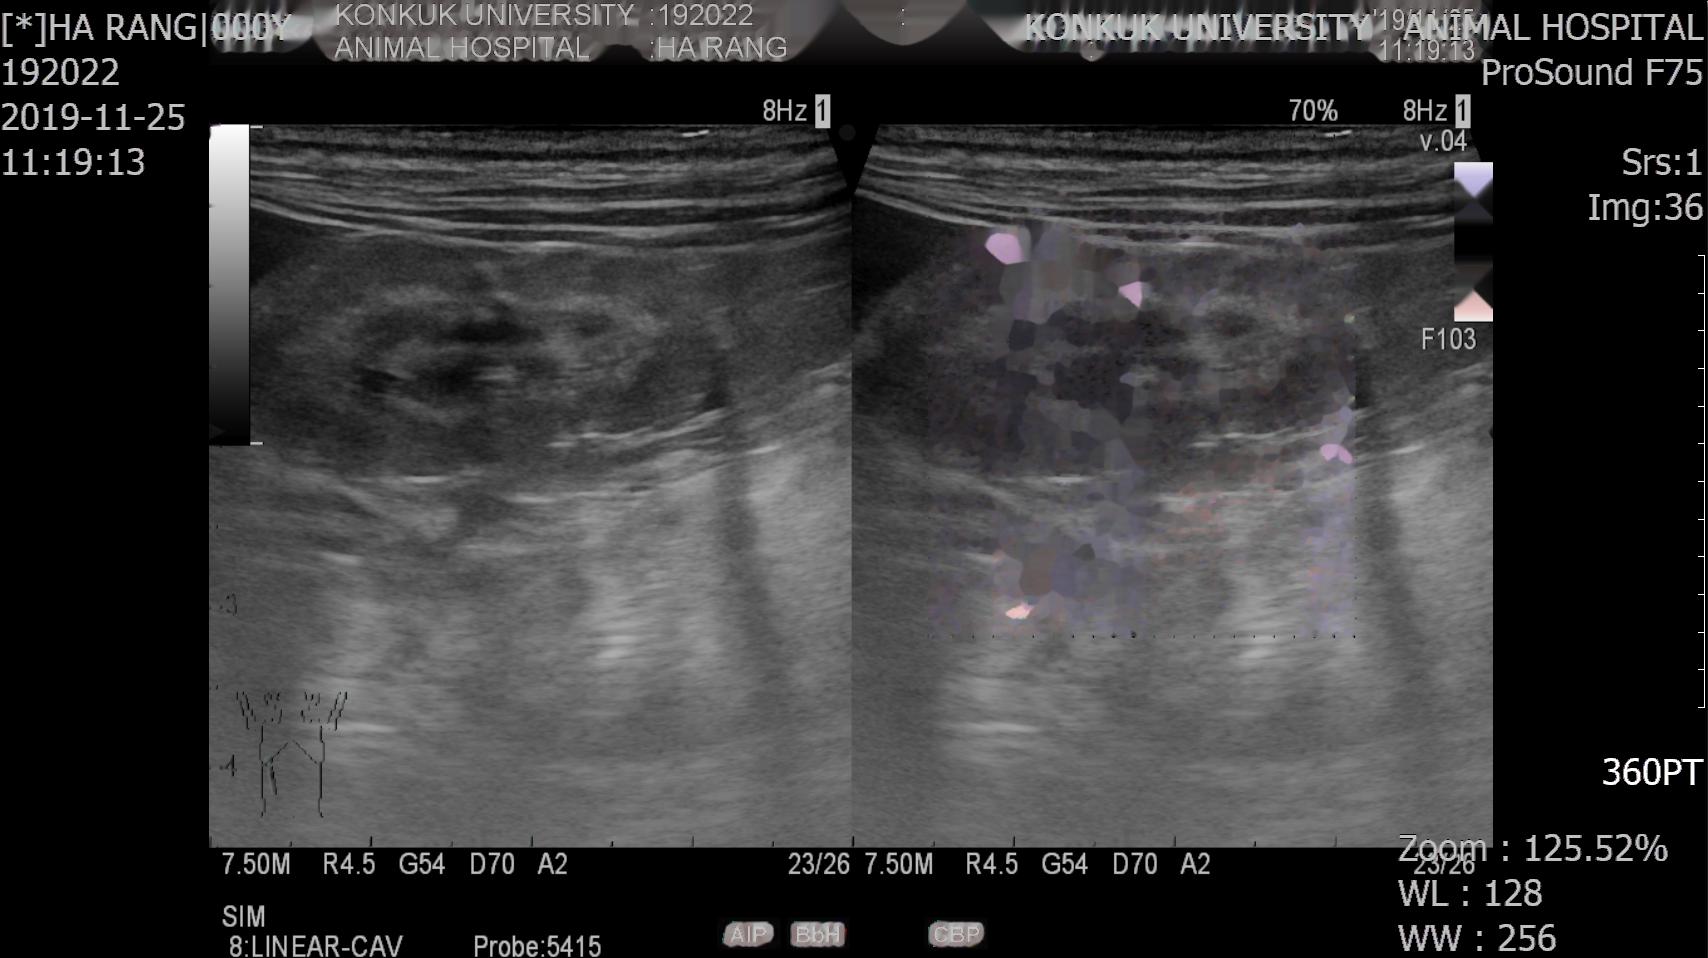 [*]HA RANG|000Y
192022
2019-11-25
11:19:13
KONKUK UNIVERSITY :192022
ANIMAL HOSPITAL :HA RANG
KONKUK UNIVERSITY ANIMAL HOSPITAL
11:19:13
ProSound F75
Srs:1
Img:36
8Hz 1
70% 8Hz 1
v.04
F103
3
4
360PT
7.50M R4.5 G54 D70 A2 23/26
7.50M R4.5 G54 D70 A2 23/26
Zoom : 125.52%
WL : 128
WW : 256
SIM
8:LINEAR-CAV Probe:5415
AIP BbH CBP